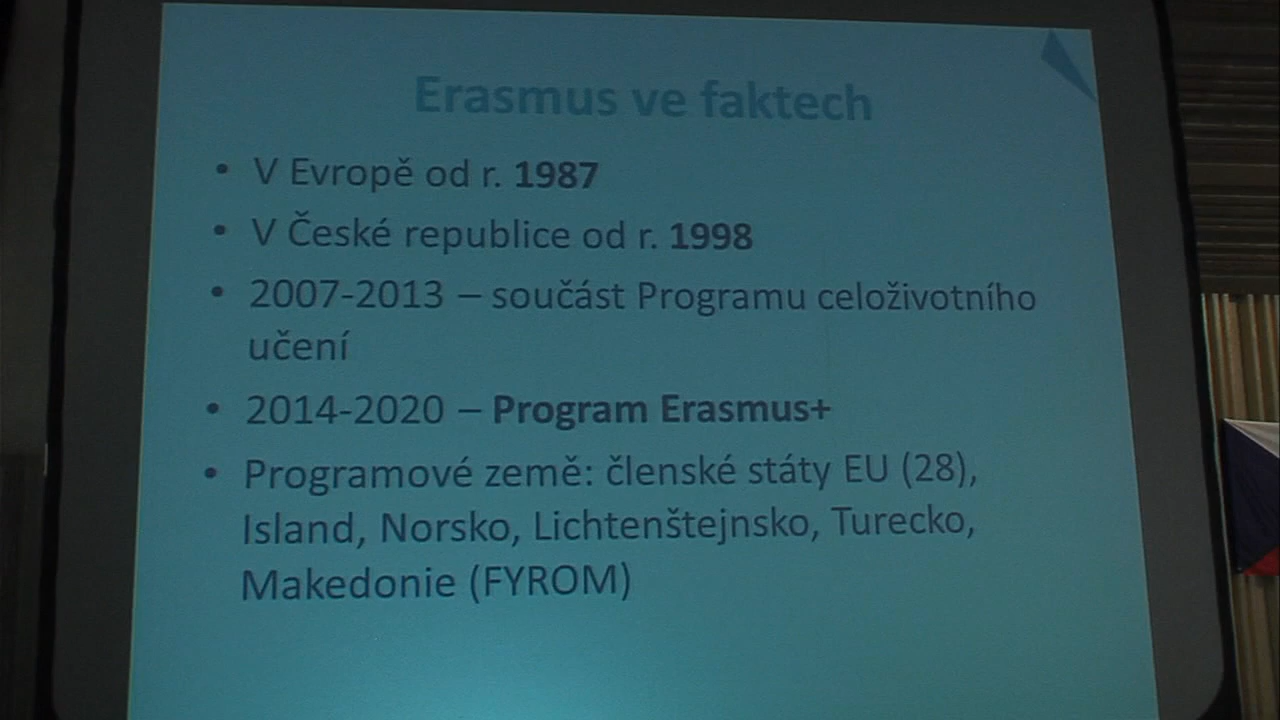 Erasmus ve faktech
• V Evropě od r. 1987
• V České republice od r. 1998
• 2007-2013 – součást Programu celoživotního
učení
• 2014-2020 – Program Erasmus+
• Programové země: členské státy EU (28),
Island, Norsko, Lichtenštejnsko, Turecko,
Makedonie (FYROM)